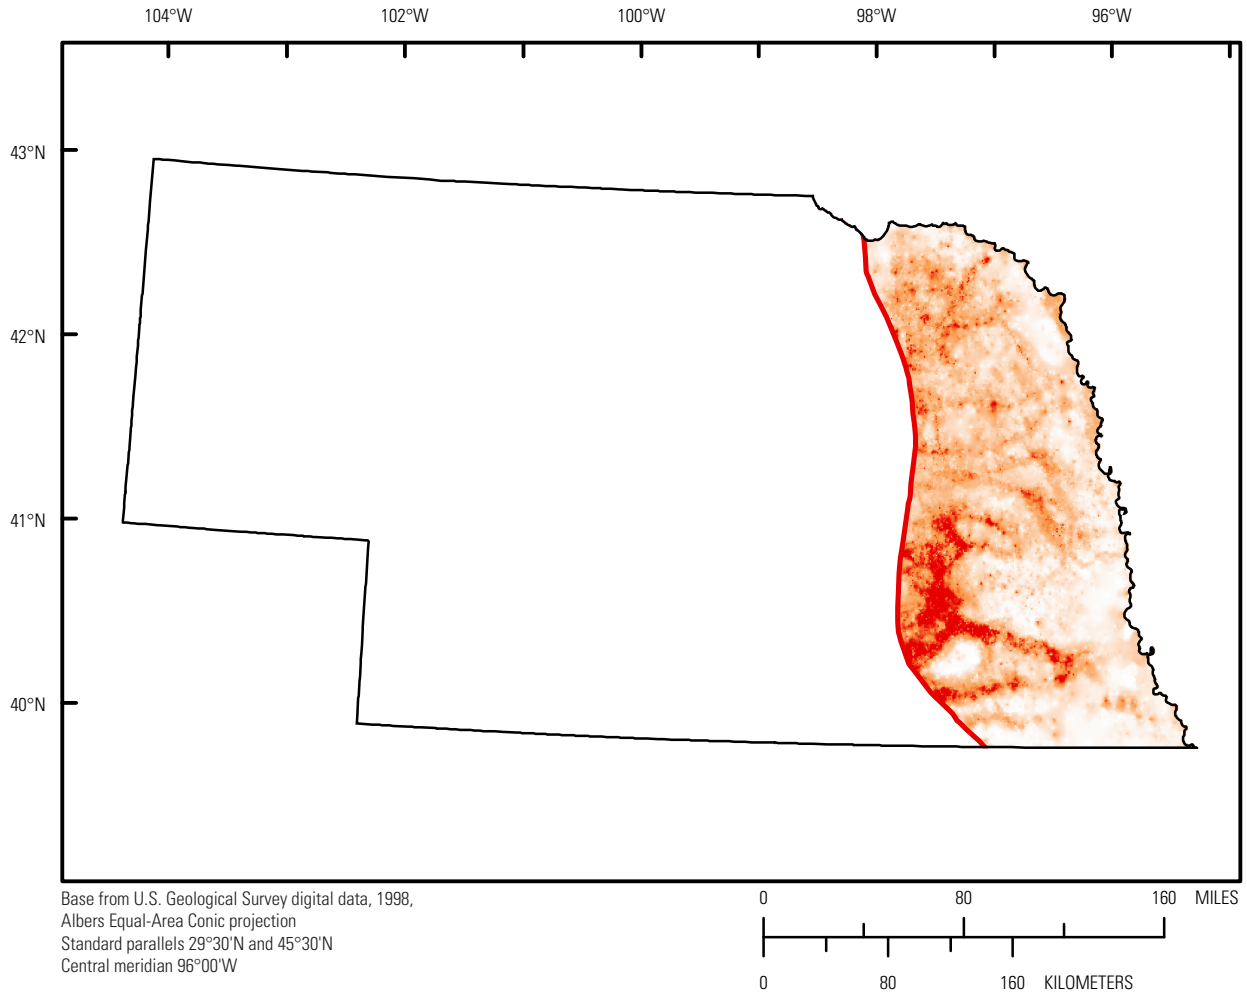 104°W 102°W 100°W 98°W 96°W
43°N
42°N
41°N
40°N
Base from U.S. Geological Survey digital data, 1998,
Albers Equal-Area Conic projection
Standard parallels 29°30'N and 45°30'N
Central meridian 96°00'W
0 80 160 MILES
0 80 160 KILOMETERS